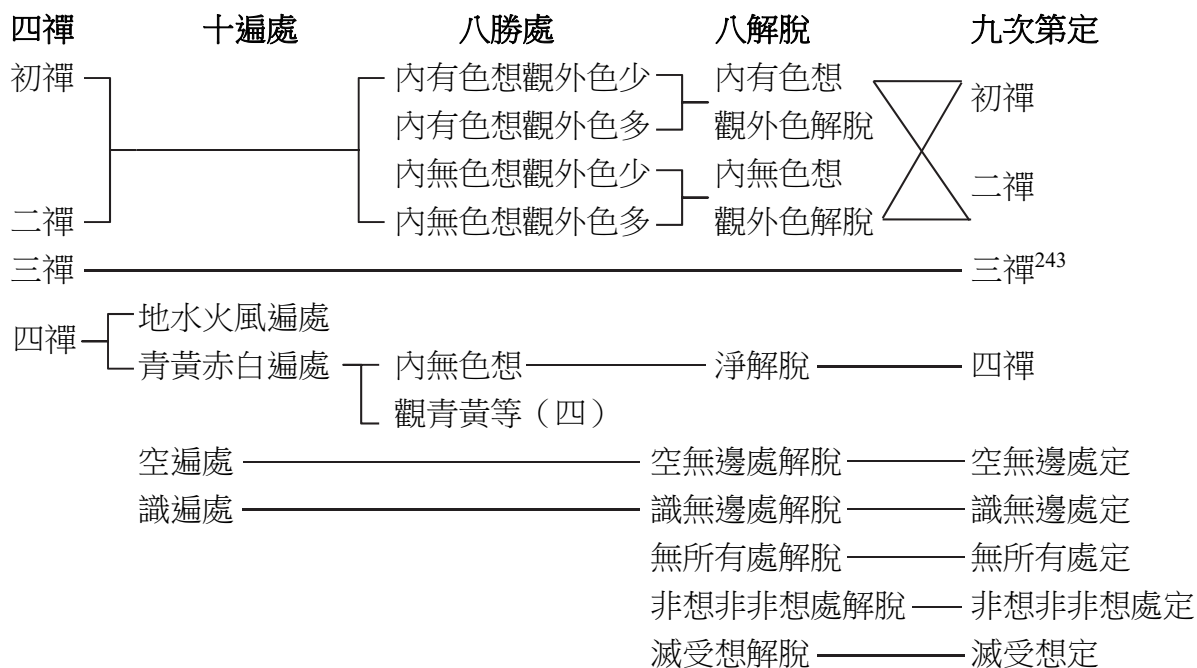 四禪 十遍處 八勝處 八解脫 九次第定
初禪 內有色想觀外色少 內有色想 初禪
內有色想觀外色多 觀外色解脫
內無色想觀外色少 內無色想 二禪
二禪 內無色想觀外色多 觀外色解脫
三禪 三禪243
地水火風遍處
四禪
青黃赤白遍處 內無色想 淨解脫 四禪
觀青黃等（四）
空遍處 空無邊處解脫 空無邊處定
識遍處 識無邊處解脫 識無邊處定
無所有處解脫 無所有處定
非想非非想處解脫 非想非非想處定
滅受想解脫 滅受想定